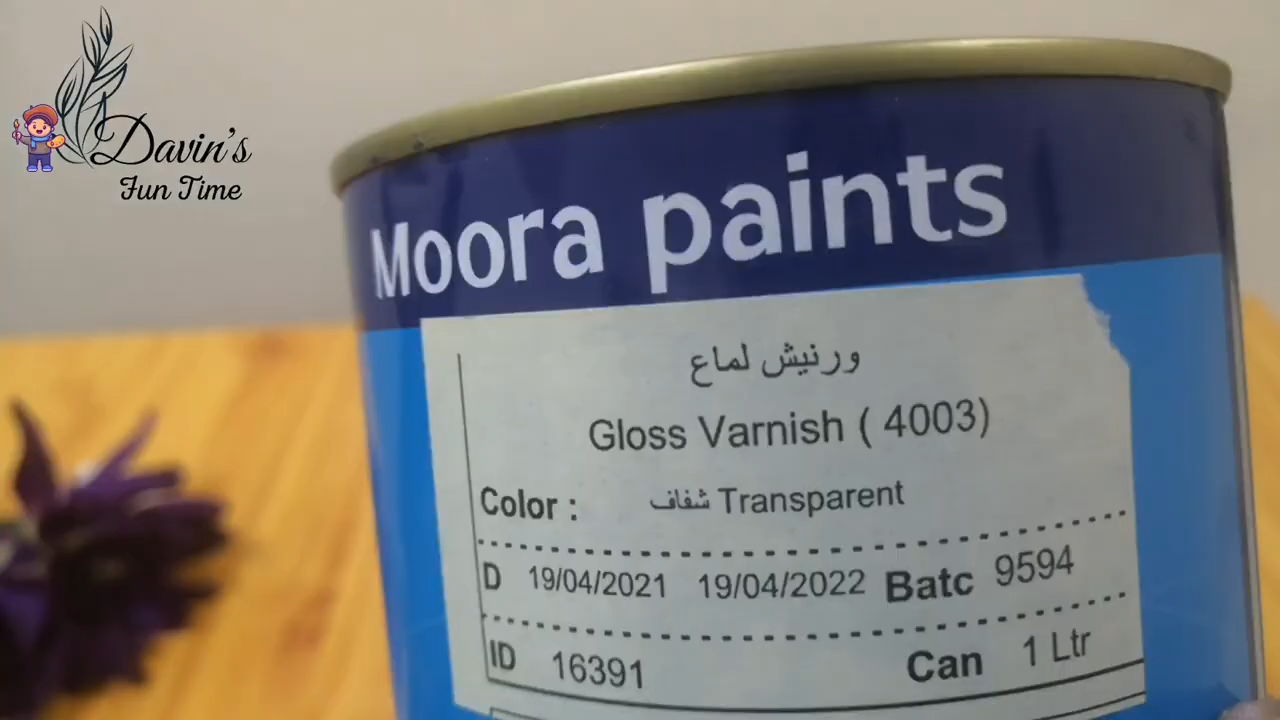 Davin's
Fun Time
Moora paints
ورنيش لماع
Gloss Varnish ( 4003)
Color : شفاف Transparent
D 19/04/2021 19/04/2022 Batc 9594
ID 16391 Can 1 Ltr